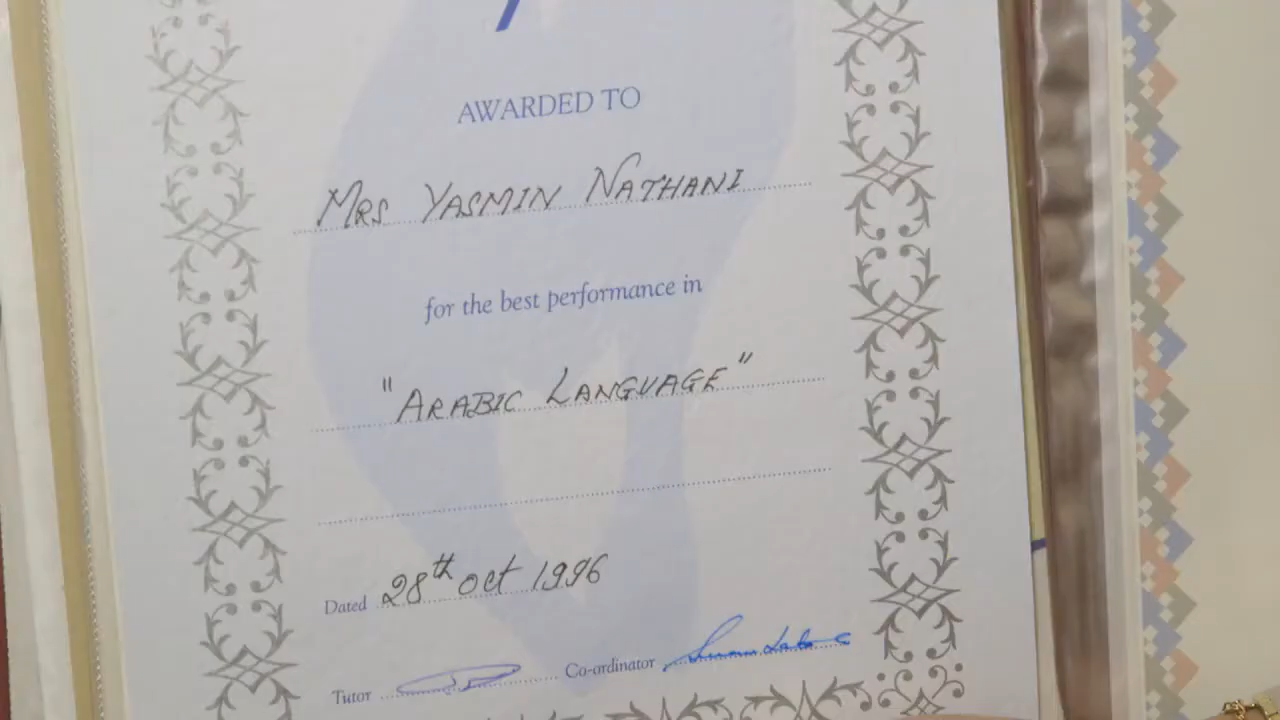 AWARDED TO
MRS YASMIN NATHANI
for the best performance in
"ARABIC LANGUAGE"
Dated 28th oct 1996
Tutor Co-ordinator